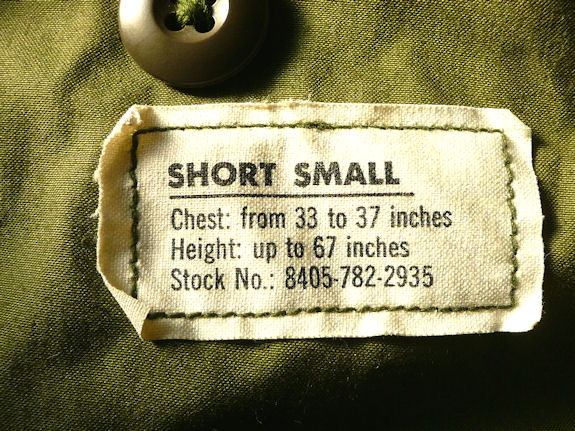 SHORT SMALL
Chest: from 33 to 37 inches
Height: up to 67 inches
Stock No.: 8405-782-2935